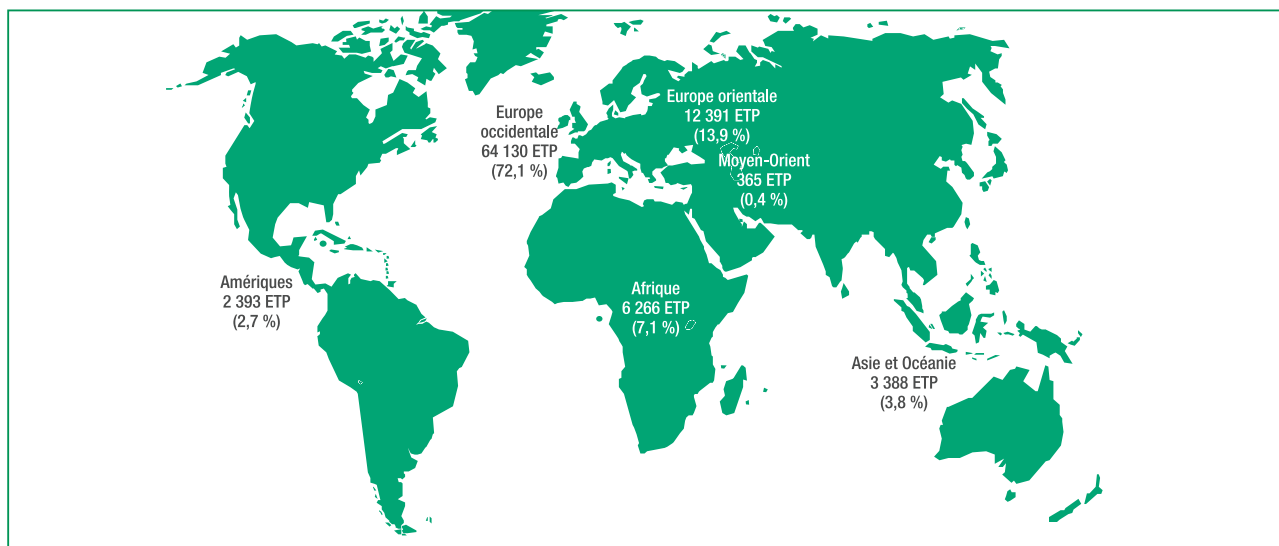 Europe
occidentale
64 130 ETP
(72,1 %)
Europe orientale
12 391 ETP
(13,9 %)
Moyen-Orient
365 ETP
(0,4 %)
Amériques
2 393 ETP
(2,7 %)
Afrique
6 266 ETP
(7,1 %)
Asie et Océanie
3 388 ETP
(3,8 %)